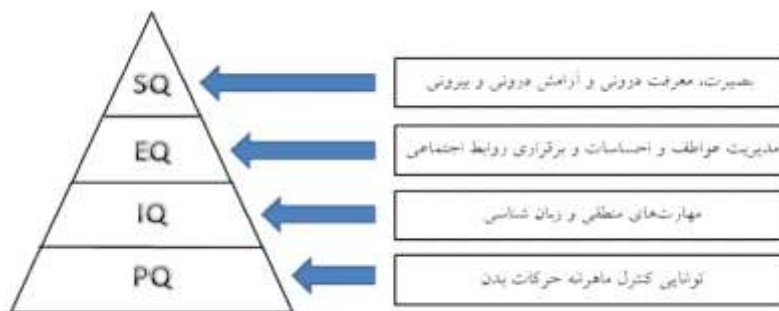 SQ
بصیرت، معرفت درونی و آرامش درونی و بیرونی
EQ
مدیریت عواطف و احساسات و برقراری روابط اجتماعی
IQ
مهارت‌های منطقی و زبان شناسی
PQ
توانایی کنترل ماهرانه حرکات بدن